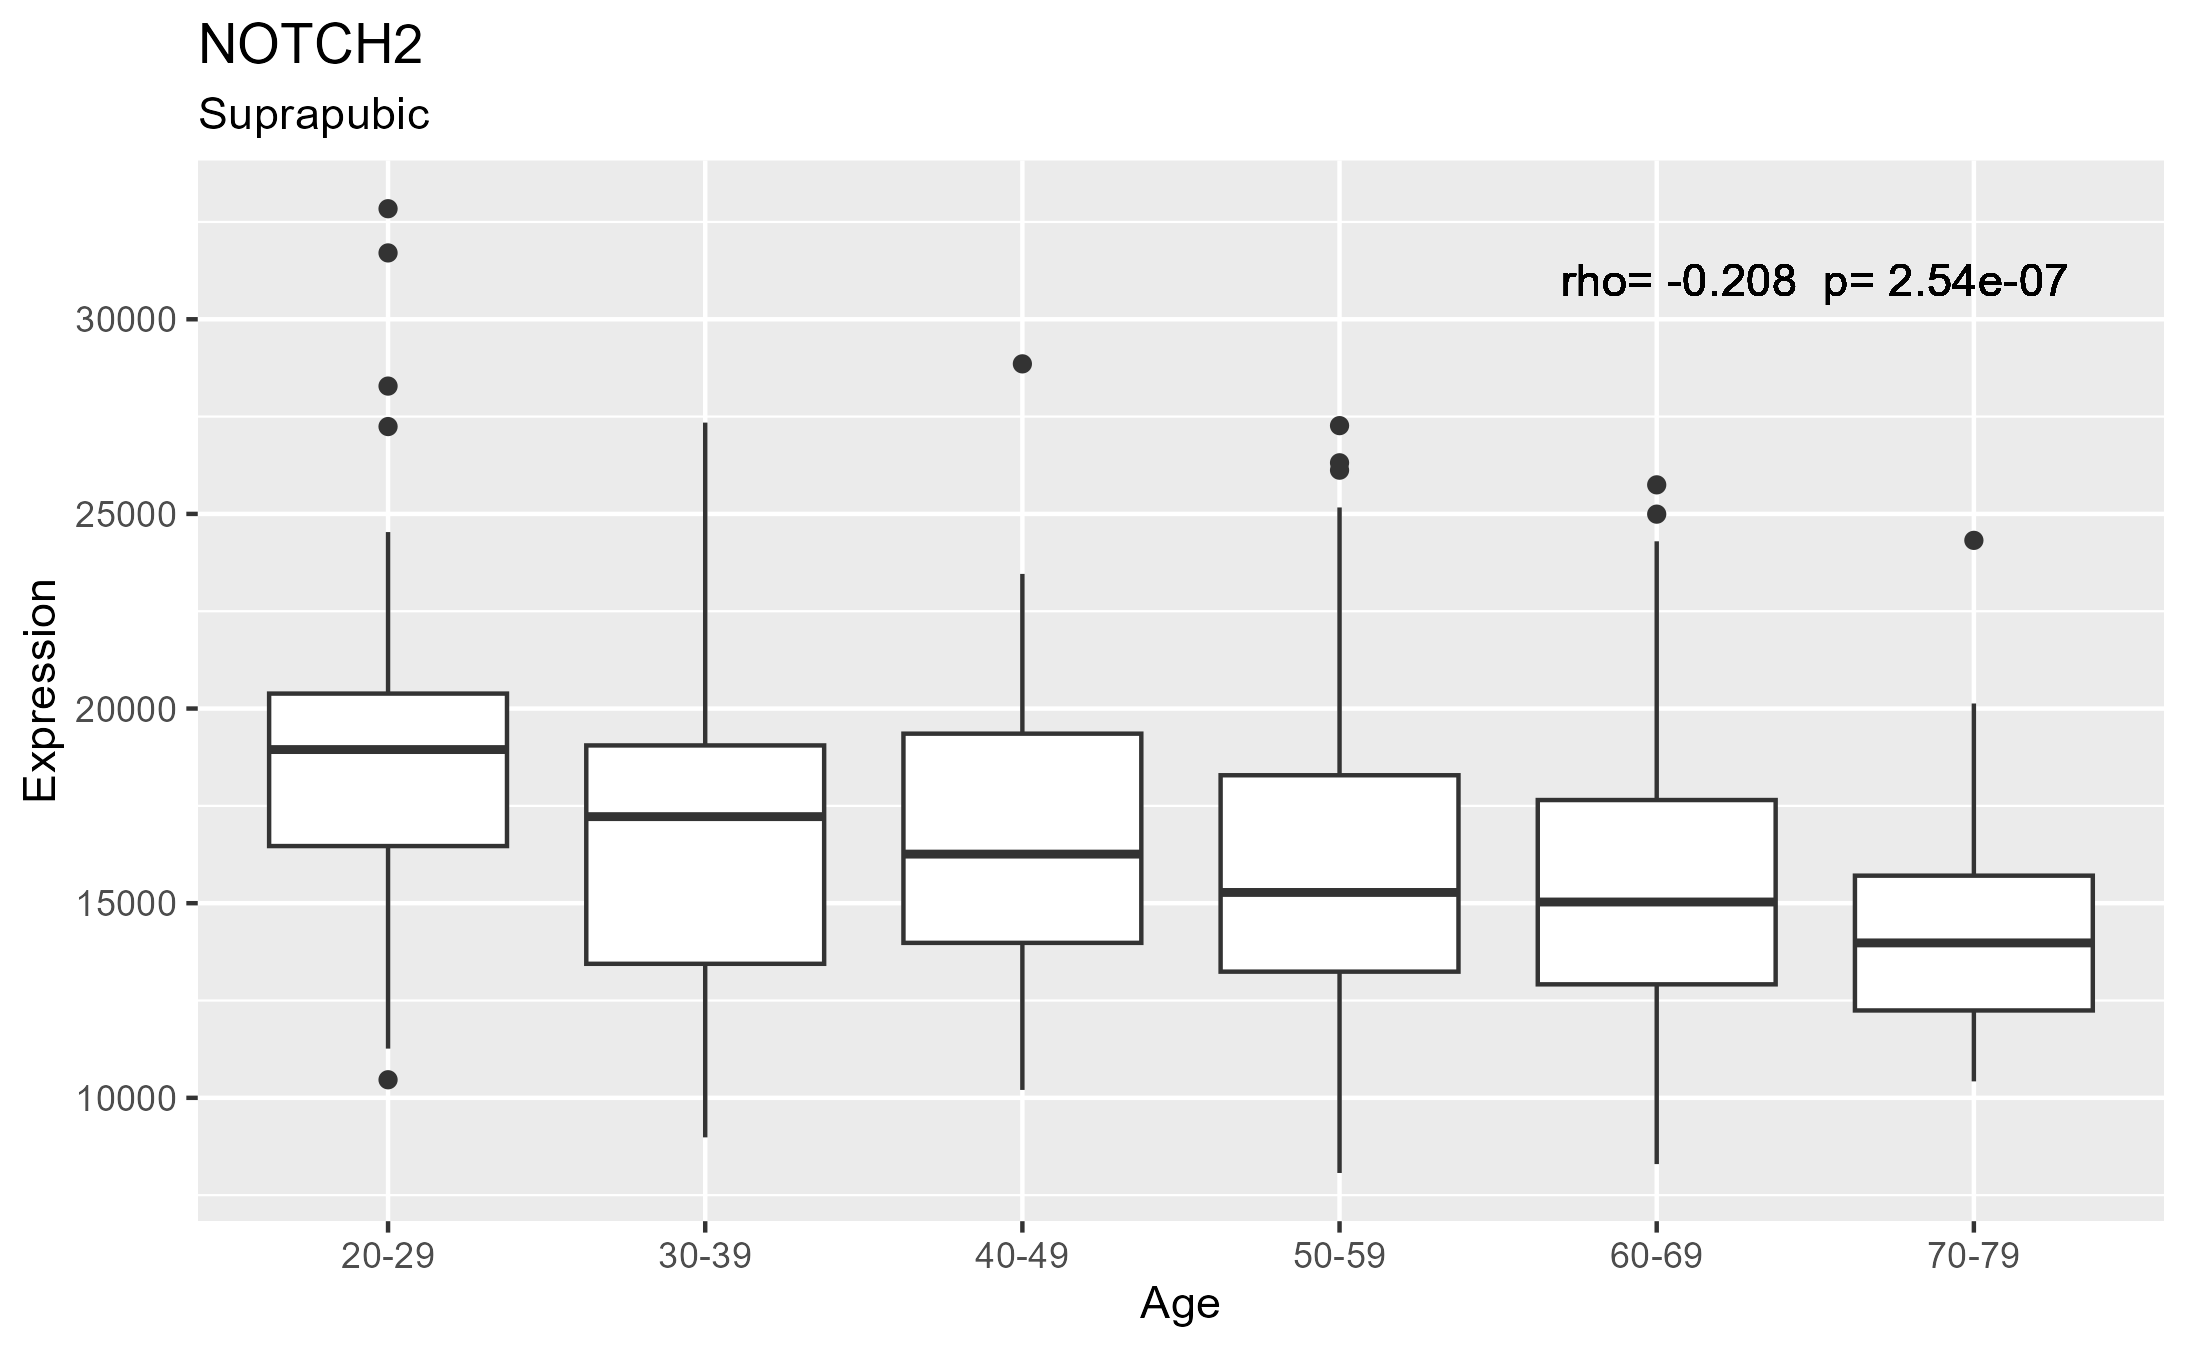 NOTCH2
Suprapubic
rho= -0.208  p= 2.54e-07
Expression
30000
25000
20000
15000
10000
20-29 30-39 40-49 50-59 60-69 70-79
Age